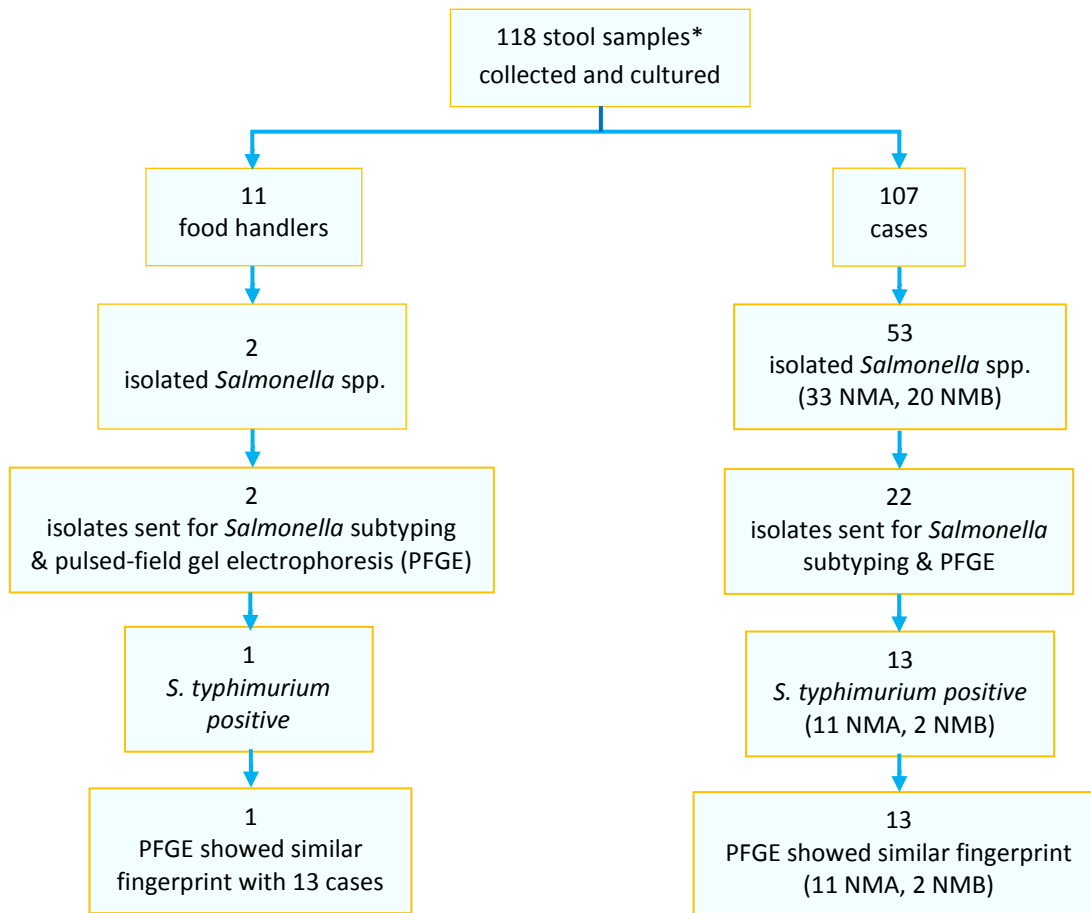 118 stool samples*
collected and cultured
11
food handlers
2
isolated Salmonella spp.
2
isolates sent for Salmonella subtyping
& pulsed-field gel electrophoresis (PFGE)
1
S. typhimurium
positive
1
PFGE showed similar
fingerprint with 13 cases
107
cases
53
isolated Salmonella spp.
(33 NMA, 20 NMB)
22
isolates sent for Salmonella
subtyping & PFGE
13
S. typhimurium positive
(11 NMA, 2 NMB)
13
PFGE showed similar fingerprint
(11 NMA, 2 NMB)